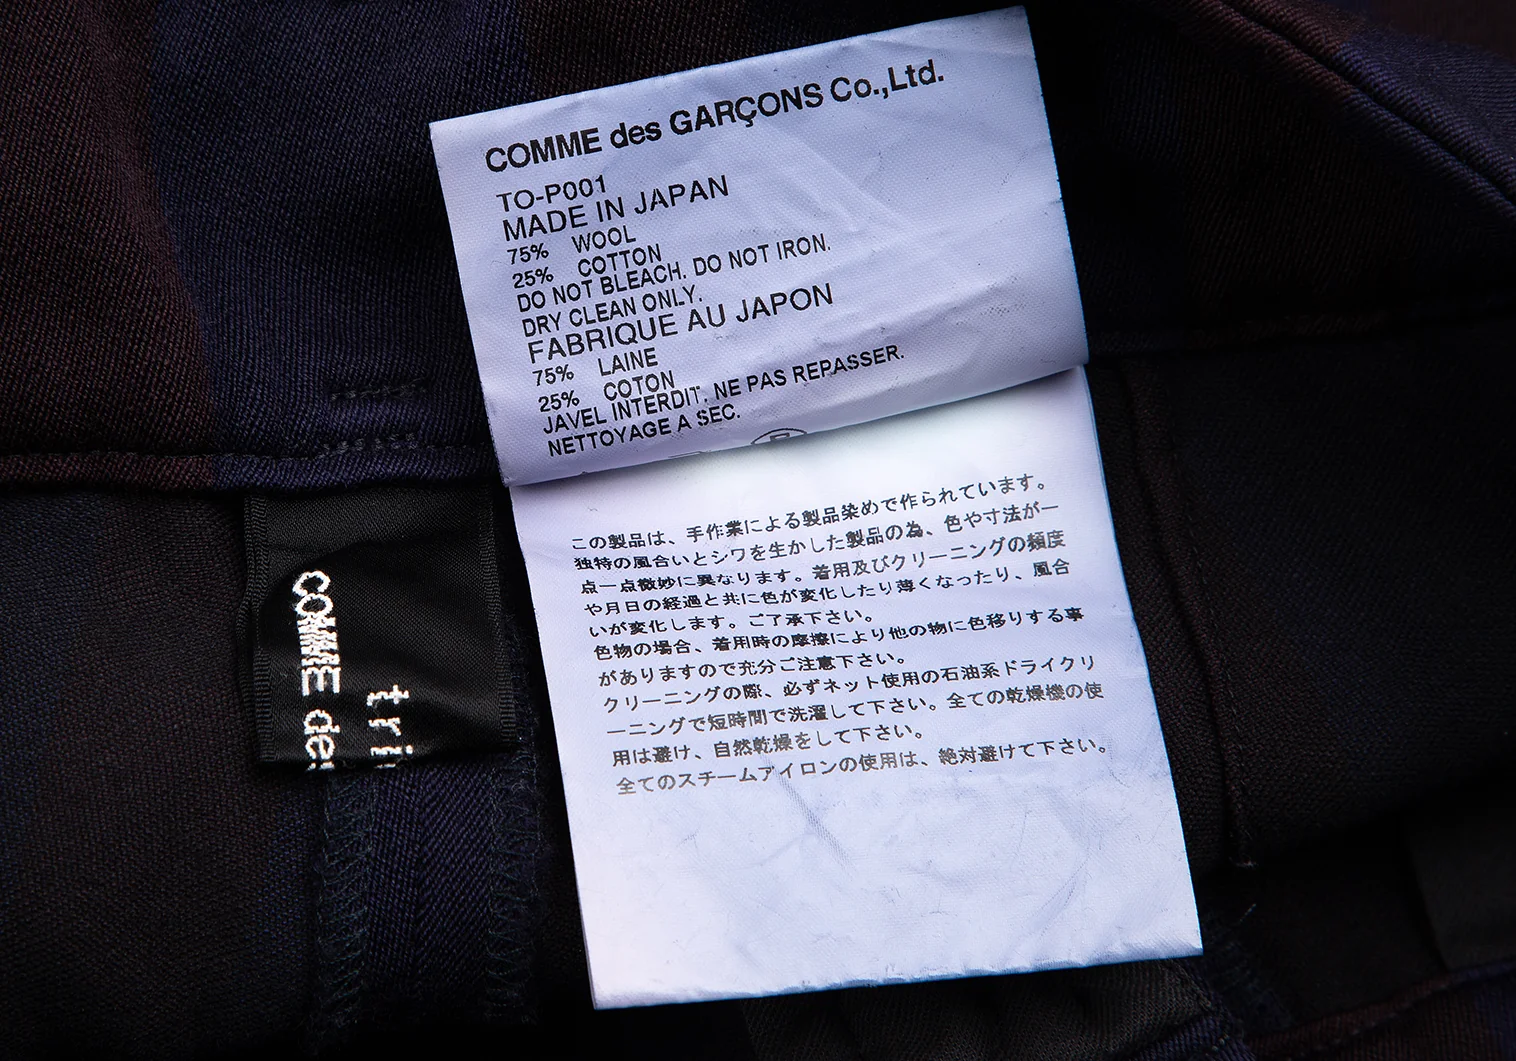 COMME des GARÇONS Co.,Ltd.
TO-P001
MADE IN JAPAN
75% WOOL
25% COTTON
DO NOT BLEACH. DO NOT IRON.
DRY CLEAN ONLY.
FABRIQUE AU JAPON
75% LAINE
25% COTON
JAVEL INTERDIT. NE PAS REPASSER.
NETTOYAGE A SEC.
この製品は、手作業による製品染めで作られています。
独特の風合いとシワを生かした製品の為、色や寸法が一
点一点微妙に異なります。着用及びクリーニングの頻度
や月日の経過と共に色が変化したり薄くなったり、風合
いが変化します。ご了承下さい。
色物の場合、着用時の摩擦により他の物に色移りする事
がありますので充分ご注意下さい。
クリーニングの際、必ずネット使用の石油系ドライクリ
ーニングで短時間で洗濯して下さい。全ての乾燥機の使
用は避け、自然乾燥をして下さい。
全てのスチームアイロンの使用は、絶対避けて下さい。
COMME des
tri